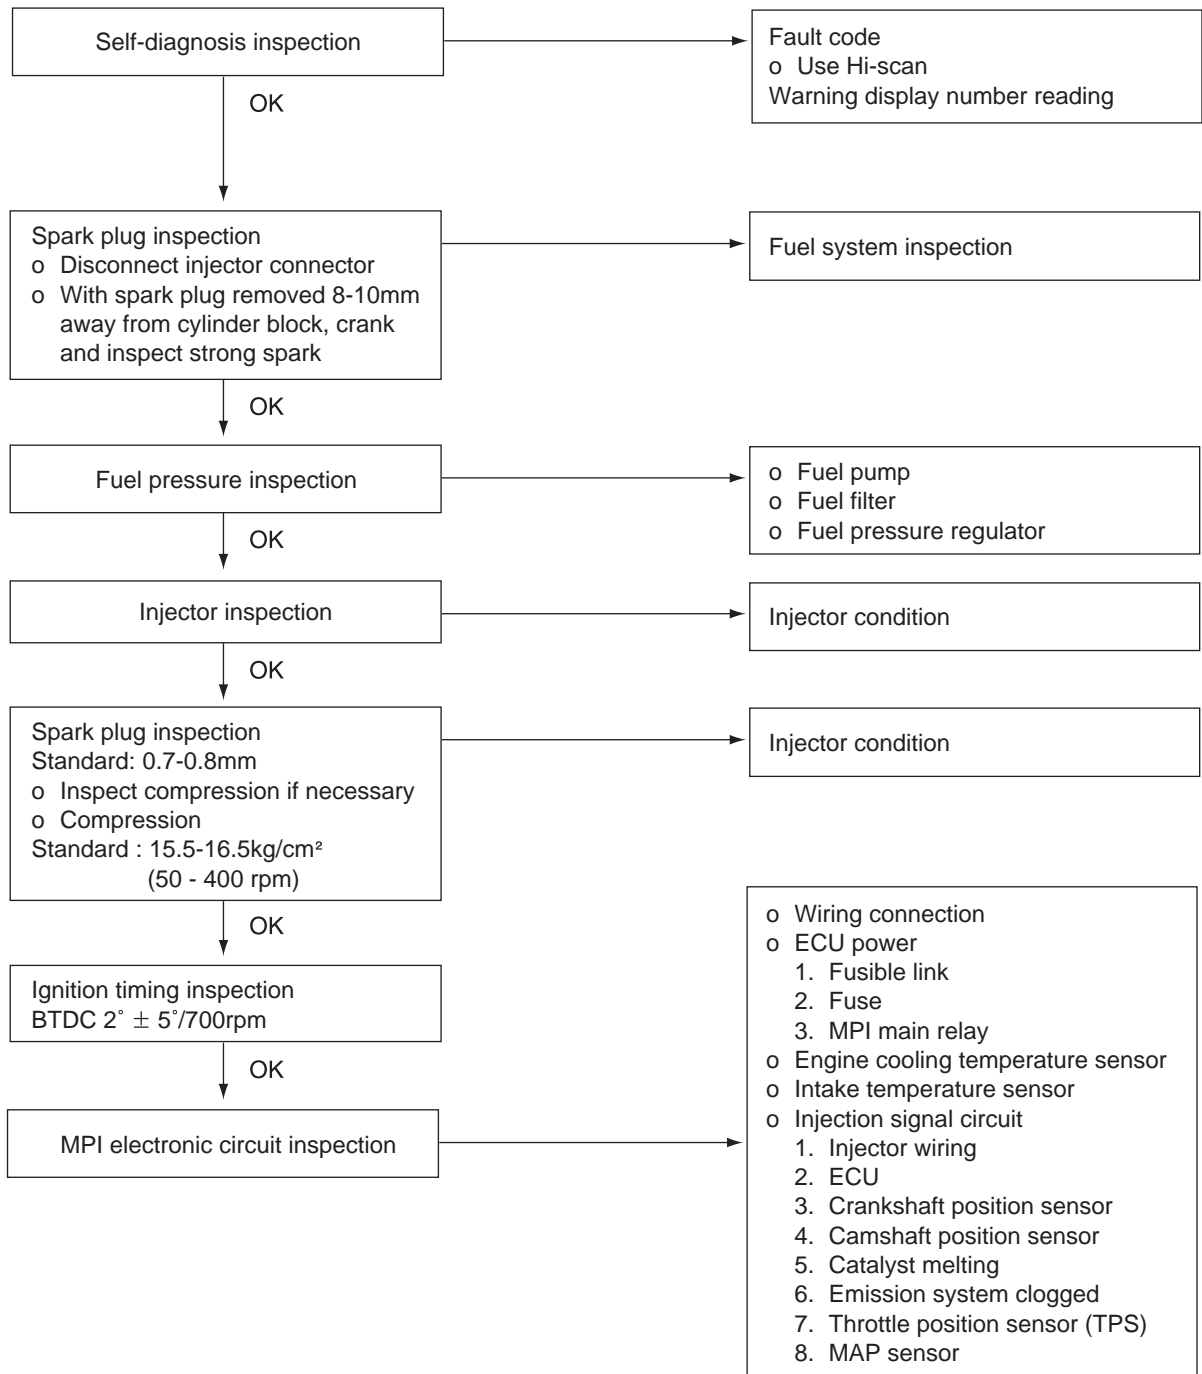 Self-diagnosis inspection
Fault code
o Use Hi-scan
Warning display number reading
OK
Spark plug inspection
o Disconnect injector connector
o With spark plug removed 8-10mm
away from cylinder block, crank
and inspect strong spark
Fuel system inspection
OK
Fuel pressure inspection
o Fuel pump
o Fuel filter
o Fuel pressure regulator
OK
Injector inspection
Injector condition
OK
Spark plug inspection
Standard: 0.7-0.8mm
o Inspect compression if necessary
o Compression
Standard : 15.5-16.5kg/cm²
(50 - 400 rpm)
Injector condition
OK
Ignition timing inspection
BTDC 2˚ ± 5˚/700rpm
OK
MPI electronic circuit inspection
o Wiring connection
o ECU power
1. Fusible link
2. Fuse
3. MPI main relay
o Engine cooling temperature sensor
o Intake temperature sensor
o Injection signal circuit
1. Injector wiring
2. ECU
3. Crankshaft position sensor
4. Camshaft position sensor
5. Catalyst melting
6. Emission system clogged
7. Throttle position sensor (TPS)
8. MAP sensor